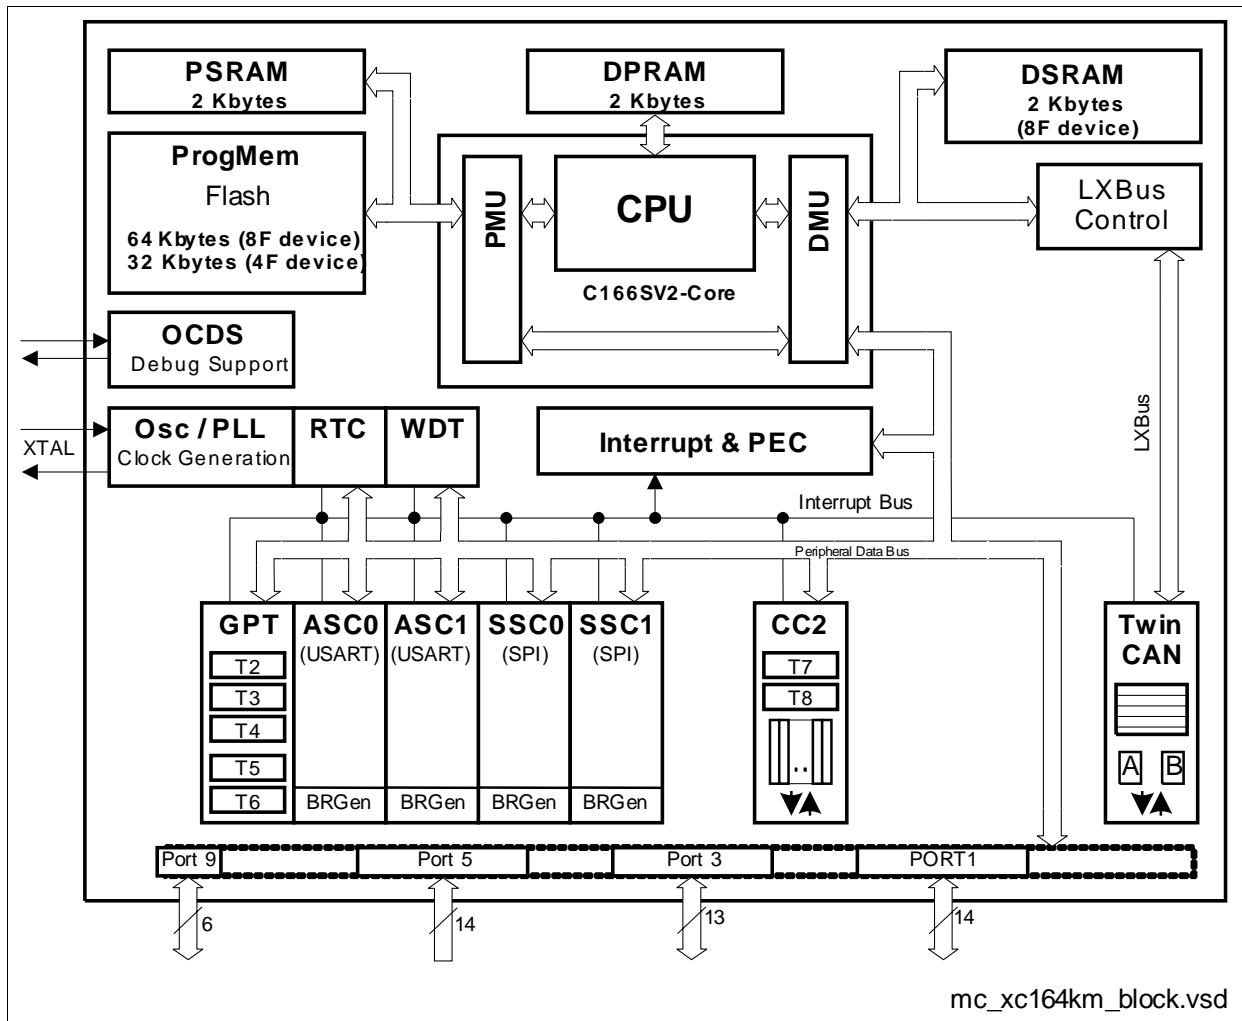 PSRAM
2 Kbytes
DPRAM
2 Kbytes
DSRAM
2 Kbytes
(8F device)
ProgMem
Flash
64 Kbytes (8F device)
32 Kbytes (4F device)
PMU
CPU
DMU
C166SV2-Core
LXBus
Control
OCDS
Debug Support
Osc / PLL
Clock Generation
RTC
WDT
XTAL
Interrupt & PEC
LXBus
Interrupt Bus
Peripheral Data Bus
GPT
T2
T3
T4
T5
T6
ASC0
(USART)
BRGen
ASC1
(USART)
BRGen
SSC0
(SPI)
BRGen
SSC1
(SPI)
BRGen
CC2
T7
T8
..
Twin
CAN
A
B
Port 9
Port 5
Port 3
PORT1
6
14
13
14
mc_xc164km_block.vsd